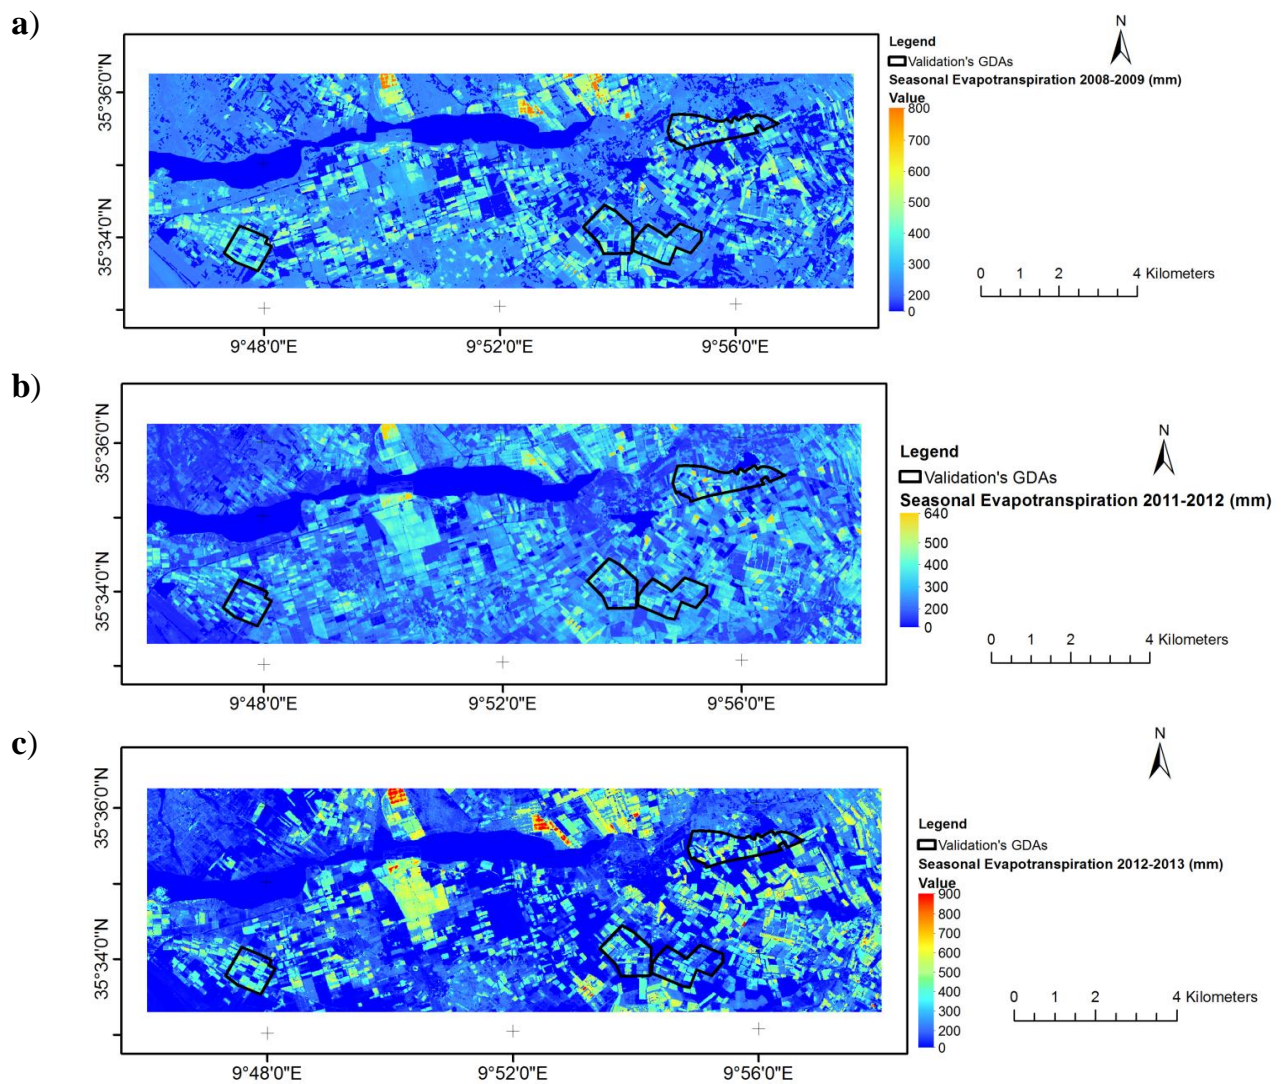 a)
N
Legend
Validation's GDAs
Seasonal Evapotranspiration 2008-2009 (mm)
Value
800
700
600
500
400
300
200
0
35°36'0"N
35°34'0"N
0 1 2 4 Kilometers
9°48'0"E 9°52'0"E 9°56'0"E
b)
N
Legend
Validation's GDAs
Seasonal Evapotranspiration 2011-2012 (mm)
640
500
400
300
200
0
35°36'0"N
35°34'0"N
0 1 2 4 Kilometers
9°48'0"E 9°52'0"E 9°56'0"E
c)
N
Legend
Validation's GDAs
Seasonal Evapotranspiration 2012-2013 (mm)
Value
900
800
700
600
500
400
300
200
0
35°36'0"N
35°34'0"N
0 1 2 4 Kilometers
9°48'0"E 9°52'0"E 9°56'0"E